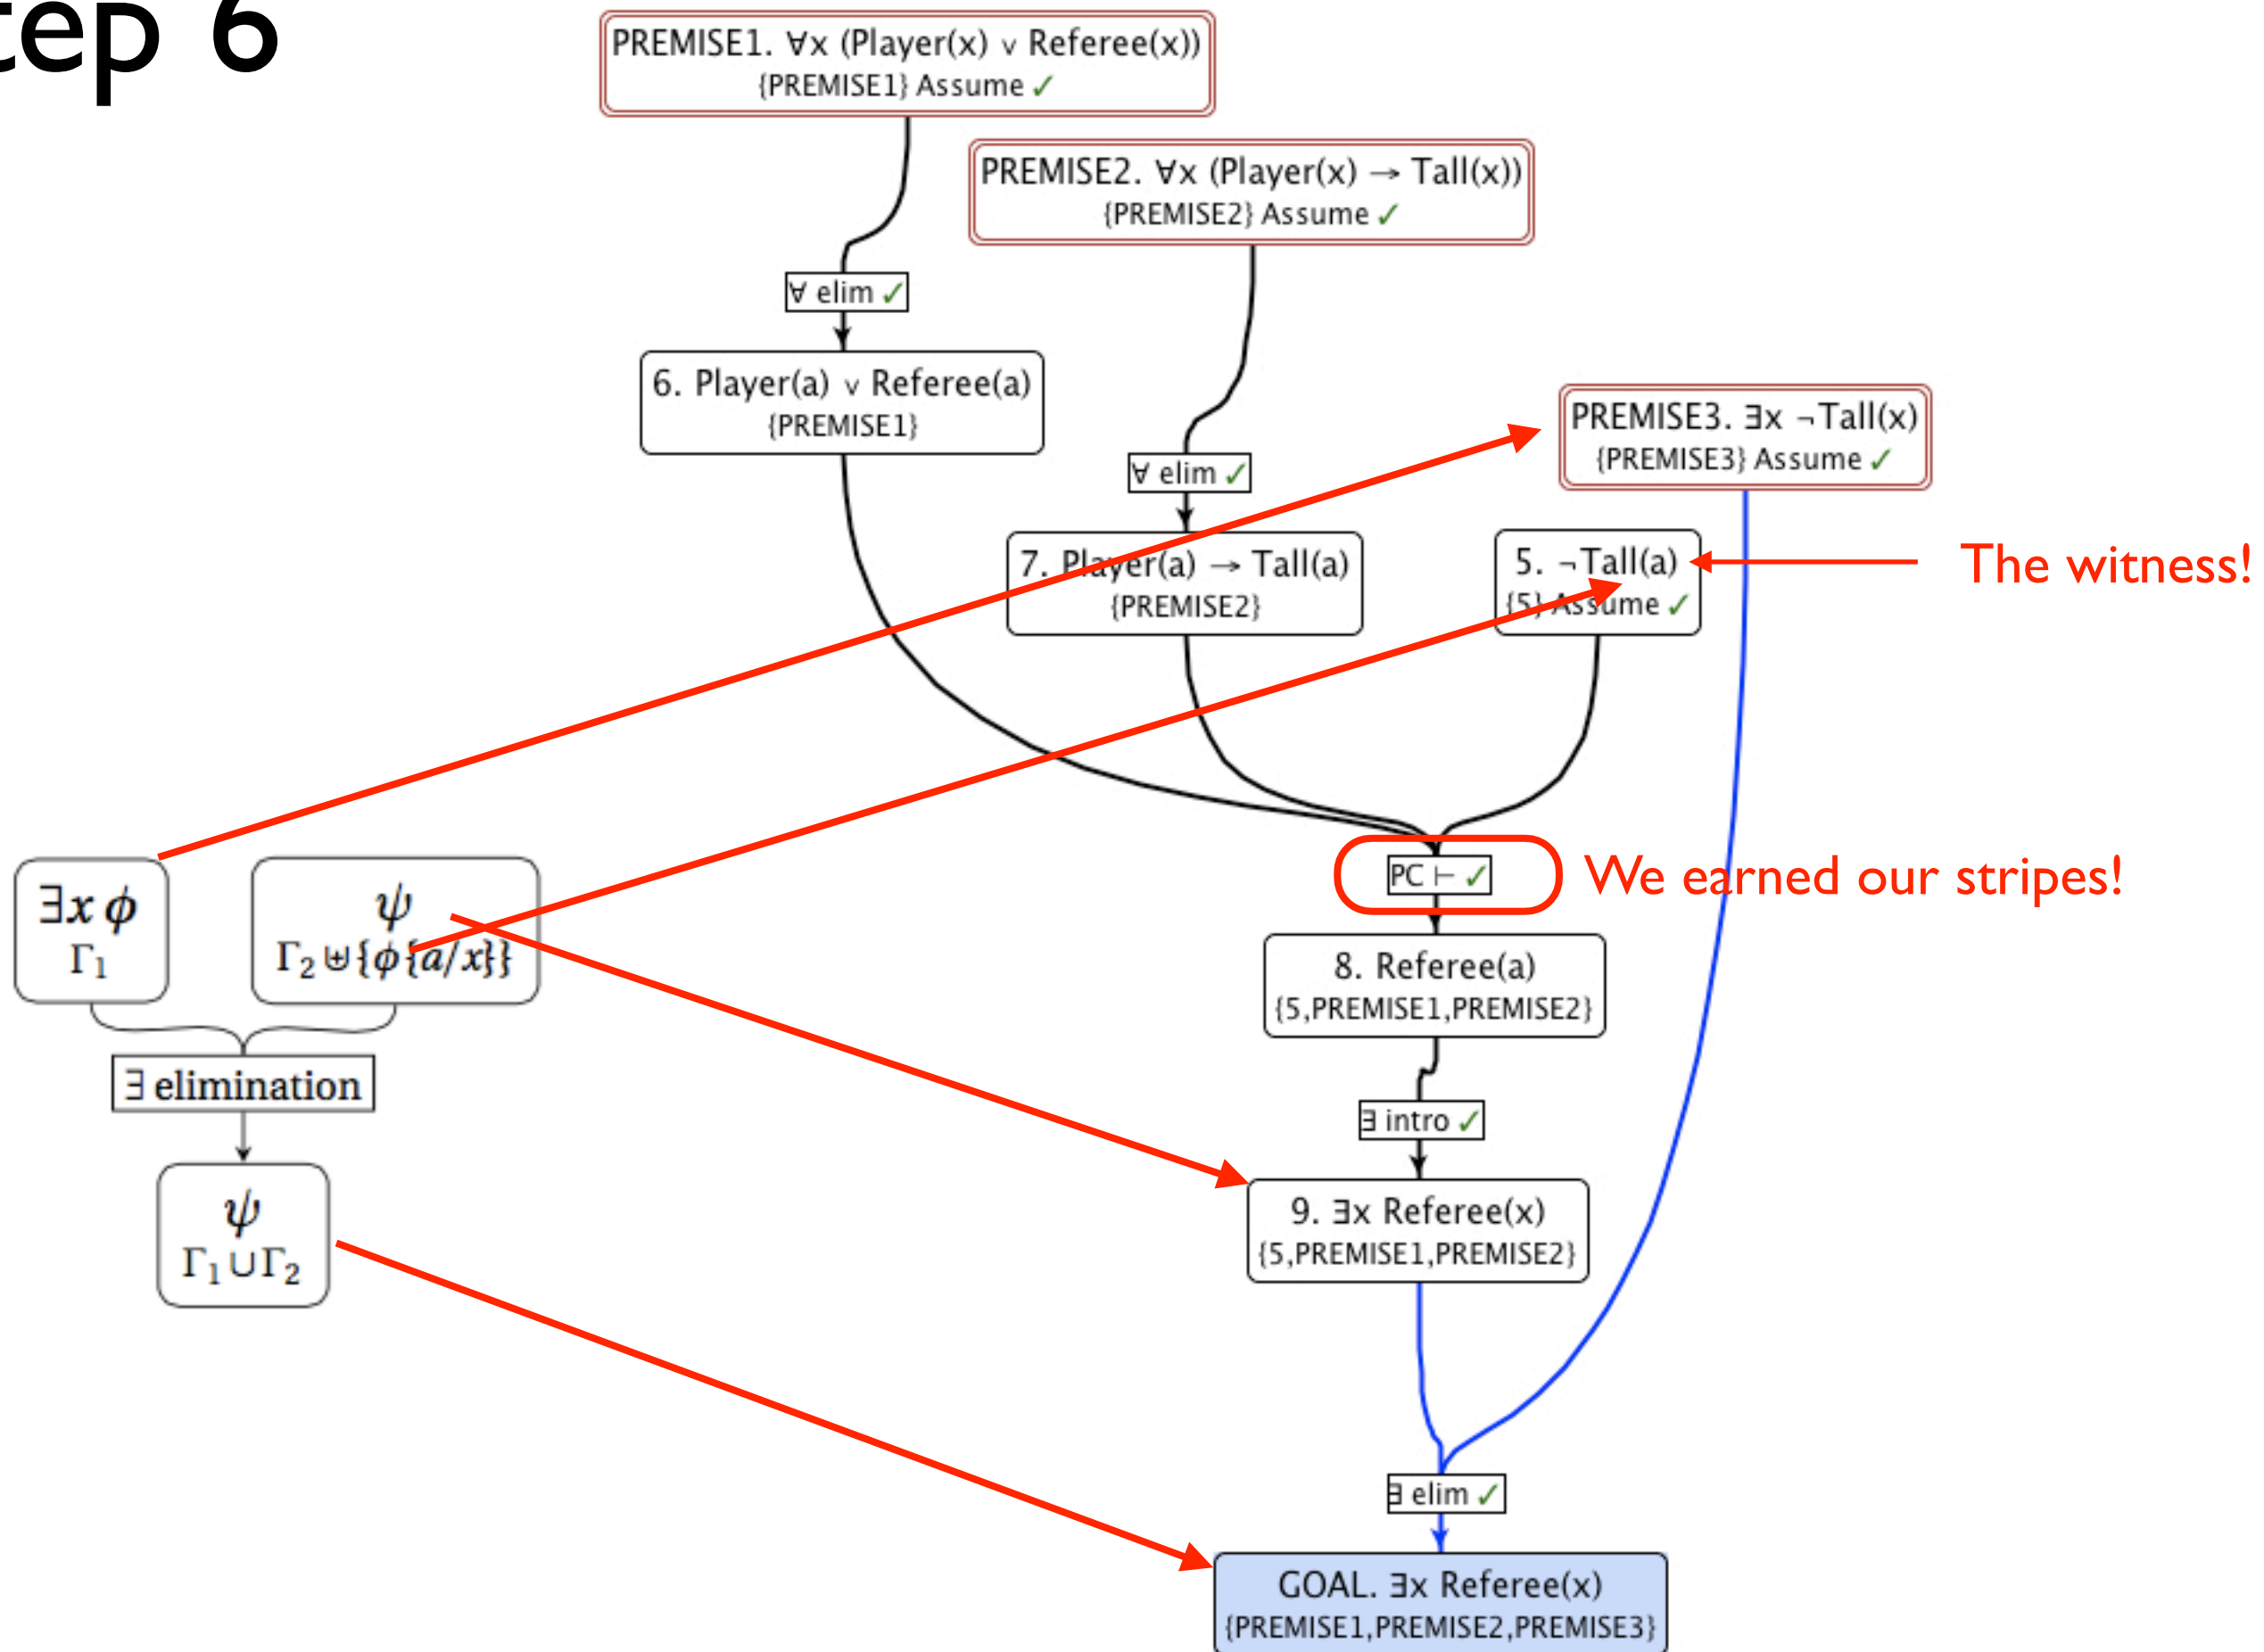 tep 6
PREMISE1. ∀x (Player(x) ∨ Referee(x))
{PREMISE1} Assume ✓
PREMISE2. ∀x (Player(x) → Tall(x))
{PREMISE2} Assume ✓
∀ elim ✓
6. Player(a) ∨ Referee(a)
{PREMISE1}
PREMISE3. ∃x ¬Tall(x)
{PREMISE3} Assume ✓
∀ elim ✓
7. Player(a) → Tall(a)
{PREMISE2}
5. ¬Tall(a)
{5} Assume ✓
The witness!
PC ⊢ ✓
We earned our stripes!
∃x ϕ
Γ₁
ψ
Γ₂ ⊎ {ϕ{a/x}}
∃ elimination
ψ
Γ₁ ∪ Γ₂
8. Referee(a)
{5,PREMISE1,PREMISE2}
∃ intro ✓
9. ∃x Referee(x)
{5,PREMISE1,PREMISE2}
∃ elim ✓
GOAL. ∃x Referee(x)
{PREMISE1,PREMISE2,PREMISE3}